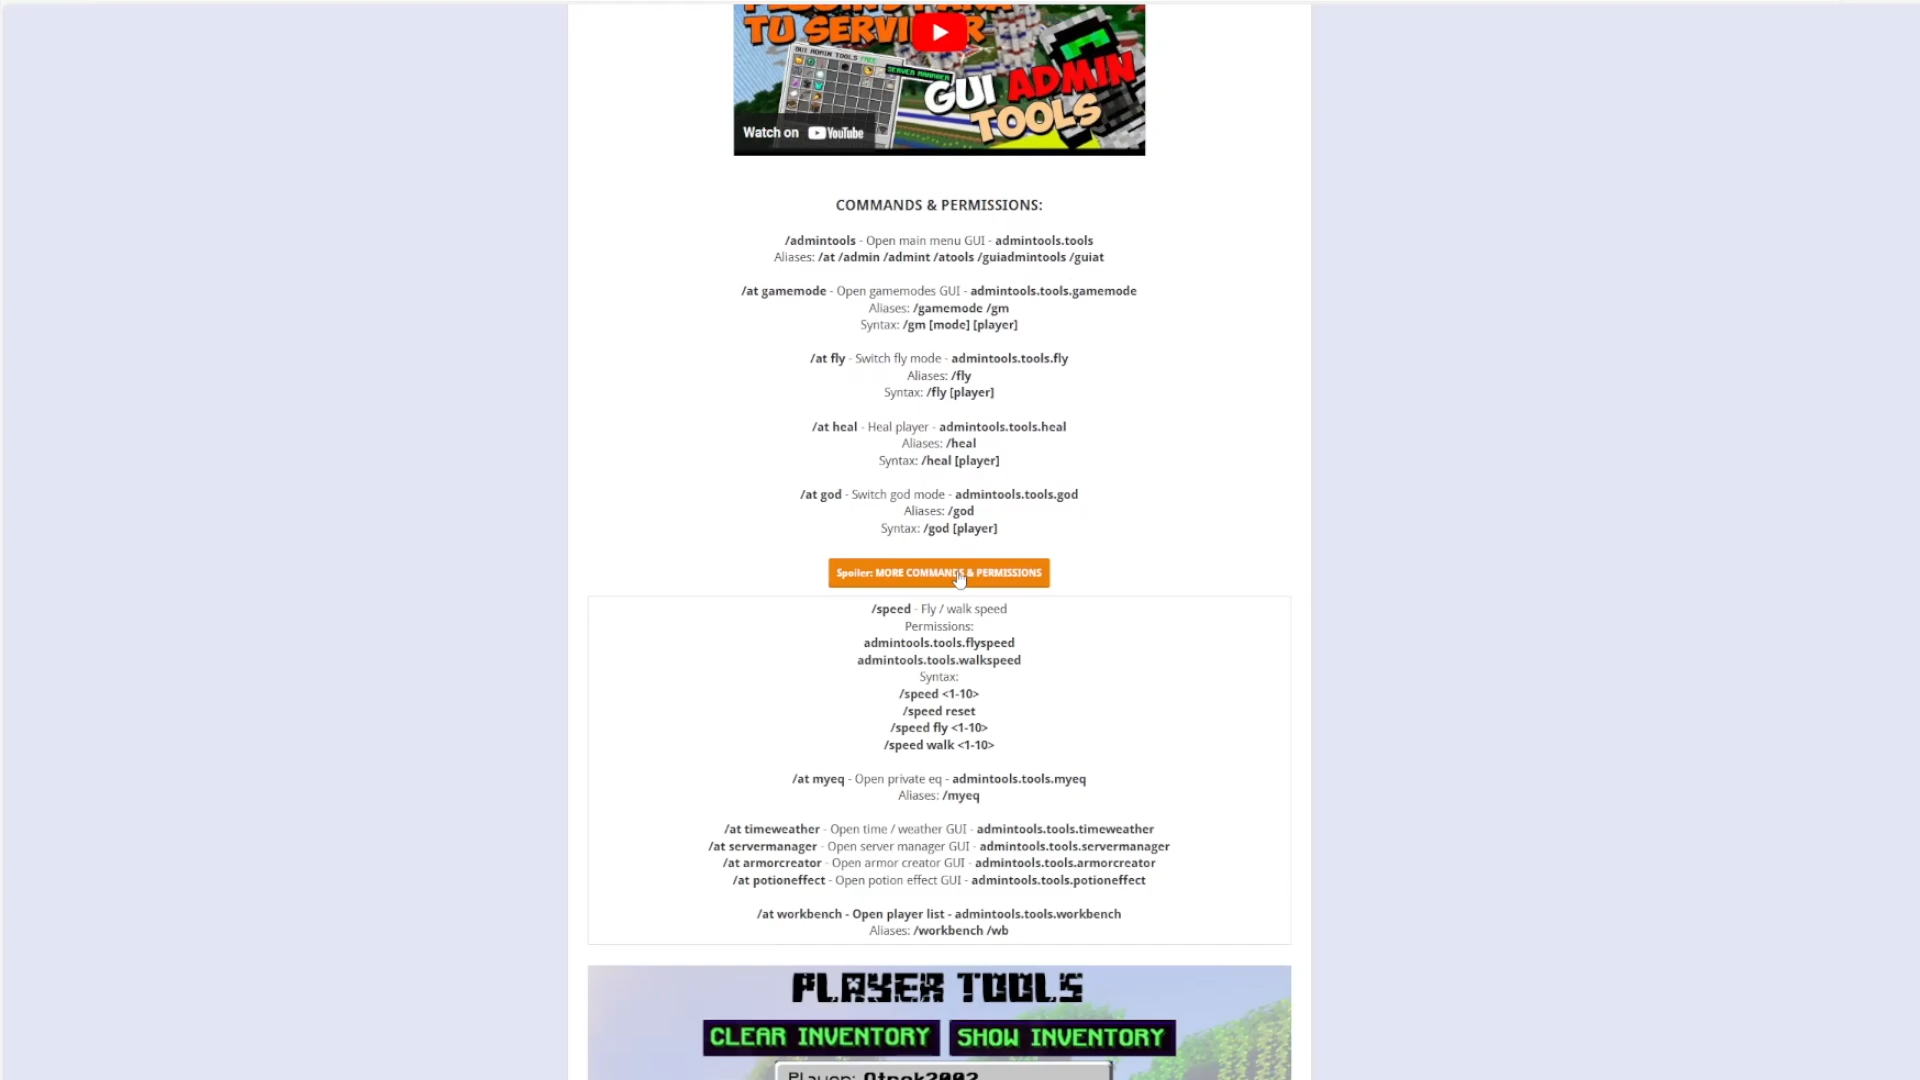 TU SERVIDOR
GUI ADMIN TOOLS FREE
SERVER MANAGER
GUI ADMIN
TOOLS
Watch on YouTube
COMMANDS & PERMISSIONS:
/admintools - Open main menu GUI - admintools.tools
Aliases: /at /admin /admint /atools /guiadmintools /guiat
/at gamemode - Open gamemodes GUI - admintools.tools.gamemode
Aliases: /gamemode /gm
Syntax: /gm [mode] [player]
/at fly - Switch fly mode - admintools.tools.fly
Aliases: /fly
Syntax: /fly [player]
/at heal - Heal player - admintools.tools.heal
Aliases: /heal
Syntax: /heal [player]
/at god - Switch god mode - admintools.tools.god
Aliases: /god
Syntax: /god [player]
Spoiler: MORE COMMANDS & PERMISSIONS
/speed - Fly / walk speed
Permissions:
admintools.tools.flyspeed
admintools.tools.walkspeed
Syntax:
/speed <1-10>
/speed reset
/speed fly <1-10>
/speed walk <1-10>
/at myeq - Open private eq - admintools.tools.myeq
Aliases: /myeq
/at timeweather - Open time / weather GUI - admintools.tools.timeweather
/at servermanager - Open server manager GUI - admintools.tools.servermanager
/at armorcreator - Open armor creator GUI - admintools.tools.armorcreator
/at potioneffect - Open potion effect GUI - admintools.tools.potioneffect
/at workbench - Open player list - admintools.tools.workbench
Aliases: /workbench /wb
PLAYER TOOLS
CLEAR INVENTORY SHOW INVENTORY
Player: